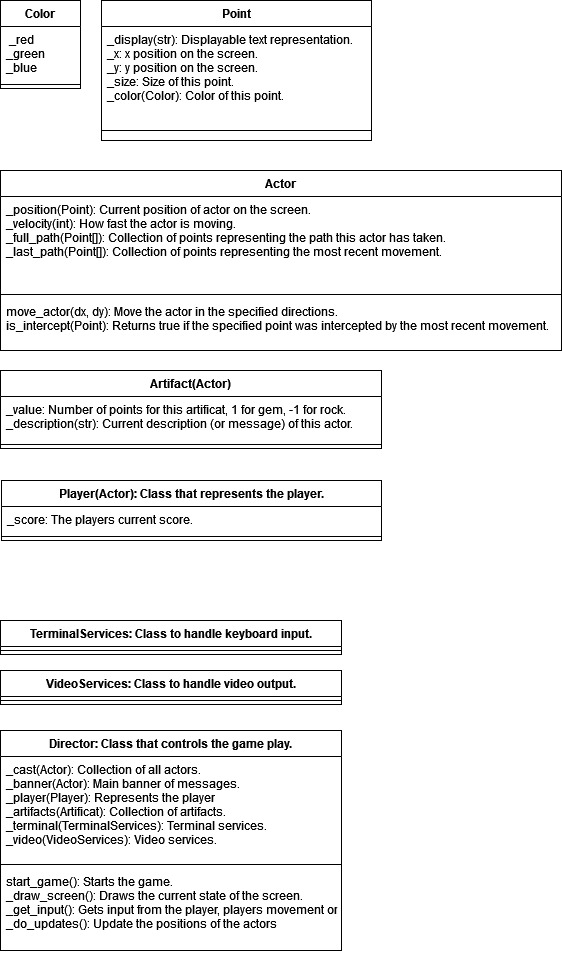 Color
_red
_green
_blue
Point
_display(str): Displayable text representation.
_x: x position on the screen.
_y: y position on the screen.
_size: Size of this point.
_color(Color): Color of this point.
Actor
_position(Point): Current position of actor on the screen.
_velocity(int): How fast the actor is moving.
_full_path(Point[]): Collection of points representing the path this actor has taken.
_last_path(Point[]): Collection of points representing the most recent movement.
move_actor(dx, dy): Move the actor in the specified directions.
is_intercept(Point): Returns true if the specified point was intercepted by the most recent movement.
Artifact(Actor)
_value: Number of points for this artificat, 1 for gem, -1 for rock.
_description(str): Current description (or message) of this actor.
Player(Actor): Class that represents the player.
_score: The players current score.
TerminalServices: Class to handle keyboard input.
VideoServices: Class to handle video output.
Director: Class that controls the game play.
_cast(Actor): Collection of all actors.
_banner(Actor): Main banner of messages.
_player(Player): Represents the player
_artifacts(Artificat): Collection of artifacts.
_terminal(TerminalServices): Terminal services.
_video(VideoServices): Video services.
start_game(): Starts the game.
_draw_screen(): Draws the current state of the screen.
_get_input(): Gets input from the player, players movement or
_do_updates(): Update the positions of the actors